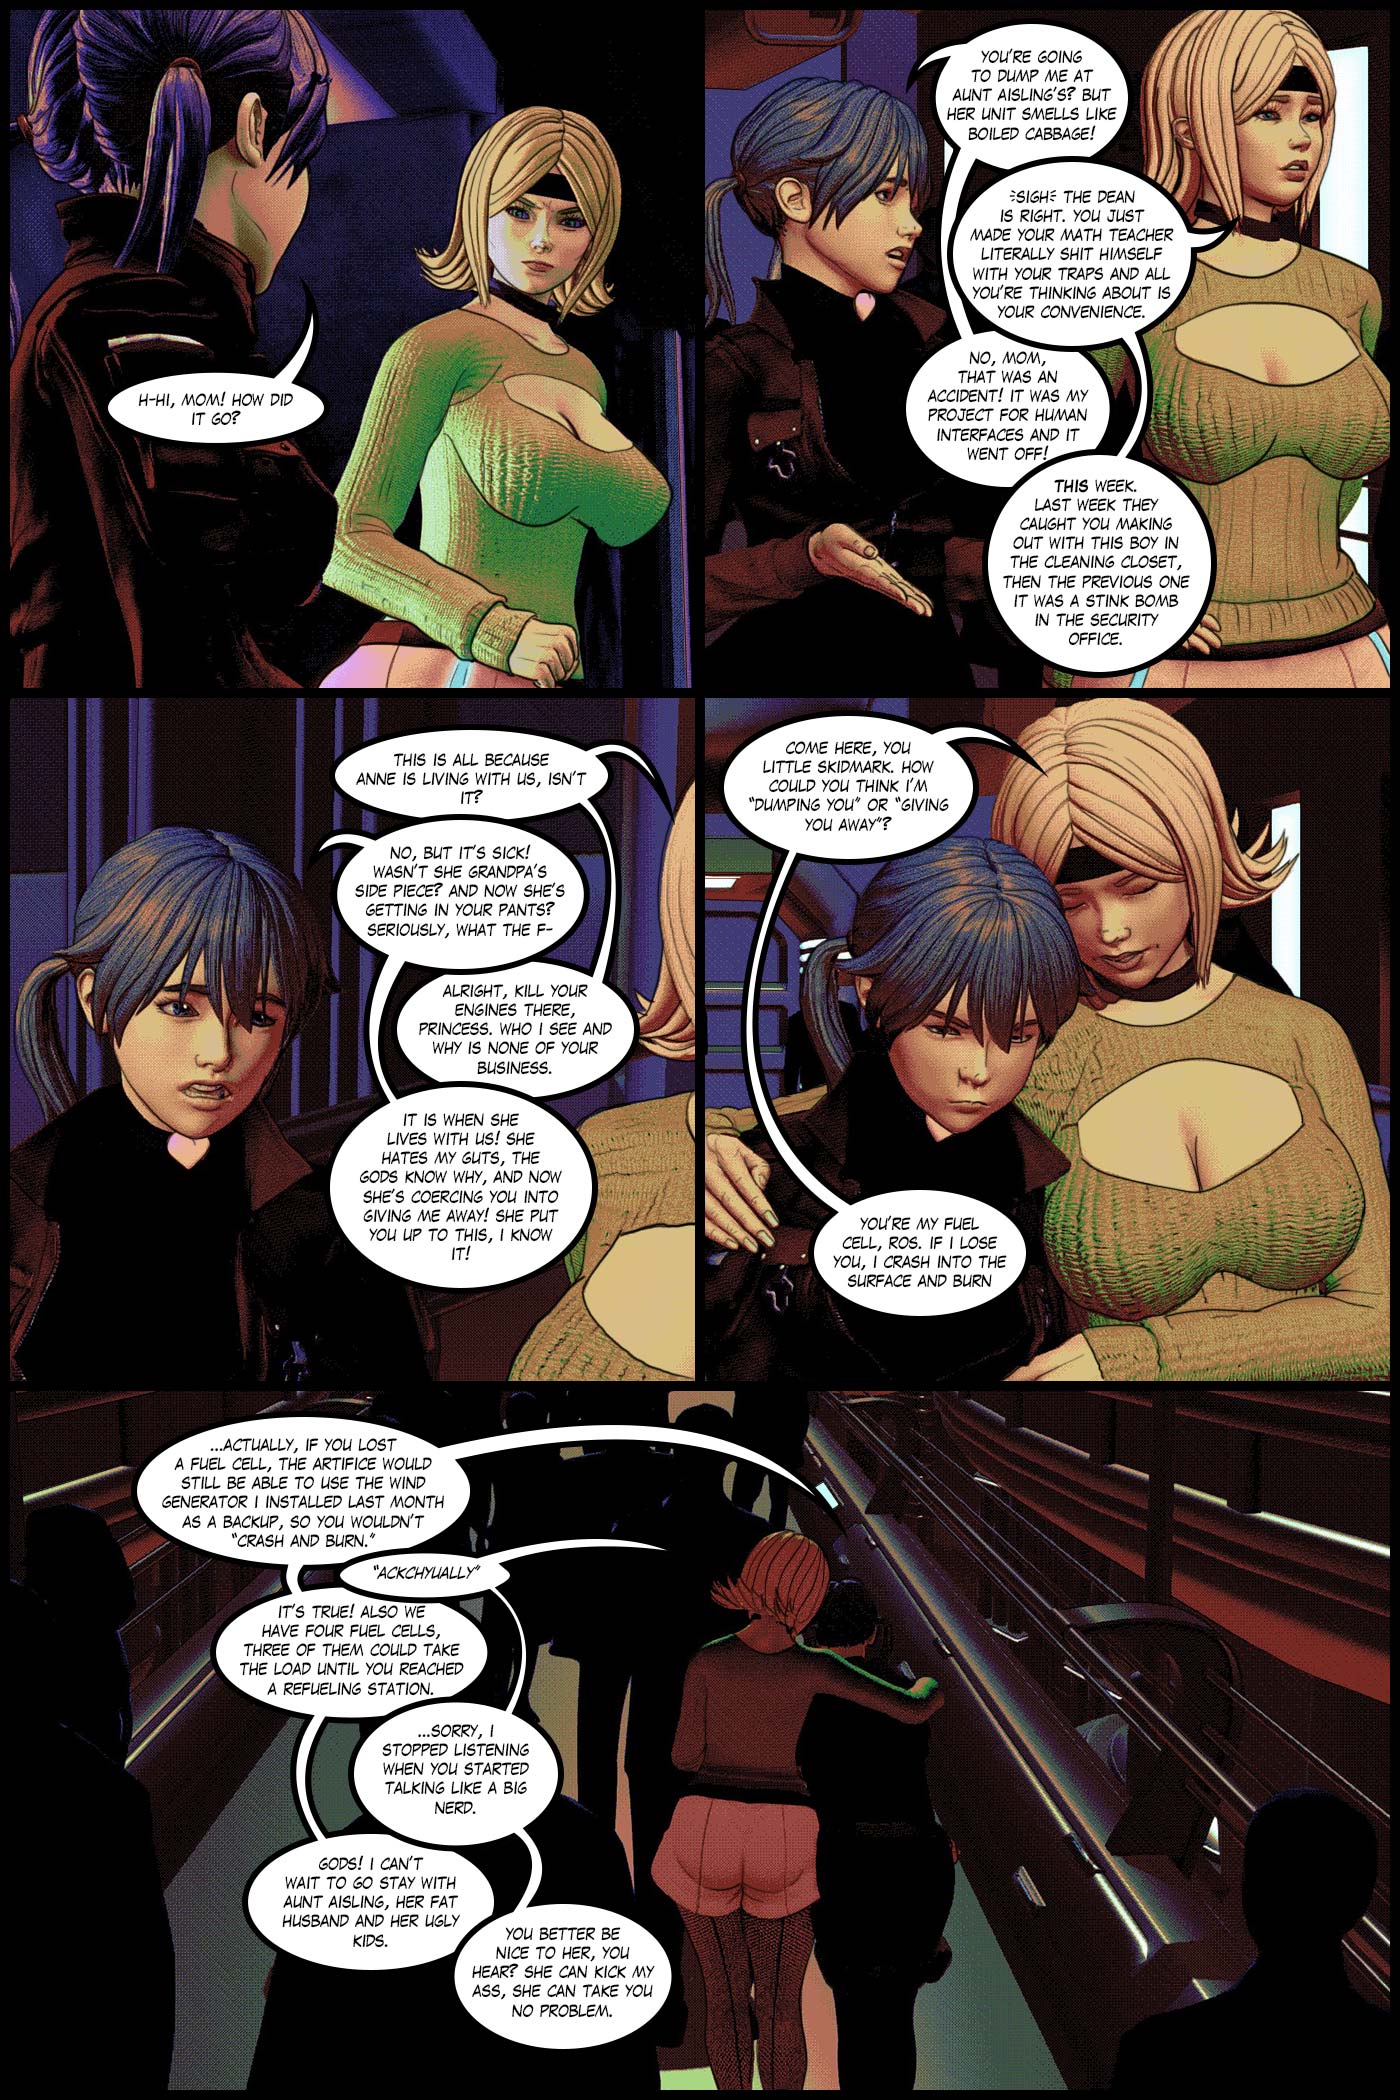 H-HI, MOM! HOW DID
IT GO?
YOU'RE GOING
TO DUMP ME AT
AUNT AISLING'S? BUT
HER UNIT SMELLS LIKE
BOILED CABBAGE!
>SIGH< THE DEAN
IS RIGHT. YOU JUST
MADE YOUR MATH TEACHER
LITERALLY SHIT HIMSELF
WITH YOUR TRAPS AND ALL
YOU'RE THINKING ABOUT IS
YOUR CONVENIENCE.
NO, MOM,
THAT WAS AN
ACCIDENT! IT WAS MY
PROJECT FOR HUMAN
INTERFACES AND IT
WENT OFF!
THIS WEEK.
LAST WEEK THEY
CAUGHT YOU MAKING
OUT WITH THIS BOY IN
THE CLEANING CLOSET,
THEN THE PREVIOUS ONE
IT WAS A STINK BOMB
IN THE SECURITY
OFFICE.
THIS IS ALL BECAUSE
ANNE IS LIVING WITH US, ISN'T
IT?
NO, BUT IT'S SICK!
WASN'T SHE GRANDPA'S
SIDE PIECE? AND NOW SHE'S
GETTING IN YOUR PANTS?
SERIOUSLY, WHAT THE F-
ALRIGHT, KILL YOUR
ENGINES THERE,
PRINCESS. WHO I SEE AND
WHY IS NONE OF YOUR
BUSINESS.
IT IS WHEN SHE
LIVES WITH US! SHE
HATES MY GUTS, THE
GODS KNOW WHY, AND NOW
SHE'S COERCING YOU INTO
GIVING ME AWAY! SHE PUT
YOU UP TO THIS, I KNOW
IT!
COME HERE, YOU
LITTLE SKIDMARK. HOW
COULD YOU THINK I'M
"DUMPING YOU" OR "GIVING
YOU AWAY"?
YOU'RE MY FUEL
CELL, ROS. IF I LOSE
YOU, I CRASH INTO THE
SURFACE AND BURN
...ACTUALLY, IF YOU LOST
A FUEL CELL, THE ARTIFICE WOULD
STILL BE ABLE TO USE THE WIND
GENERATOR I INSTALLED LAST MONTH
AS A BACKUP, SO YOU WOULDN'T
"CRASH AND BURN."
"ACKCHYUALLY"
IT'S TRUE! ALSO WE
HAVE FOUR FUEL CELLS,
THREE OF THEM COULD TAKE
THE LOAD UNTIL YOU REACHED
A REFUELING STATION.
...SORRY, I
STOPPED LISTENING
WHEN YOU STARTED
TALKING LIKE A BIG
NERD.
GODS! I CAN'T
WAIT TO GO STAY WITH
AUNT AISLING, HER FAT
HUSBAND AND HER UGLY
KIDS.
YOU BETTER BE
NICE TO HER, YOU
HEAR? SHE CAN KICK MY
ASS, SHE CAN TAKE YOU
NO PROBLEM.